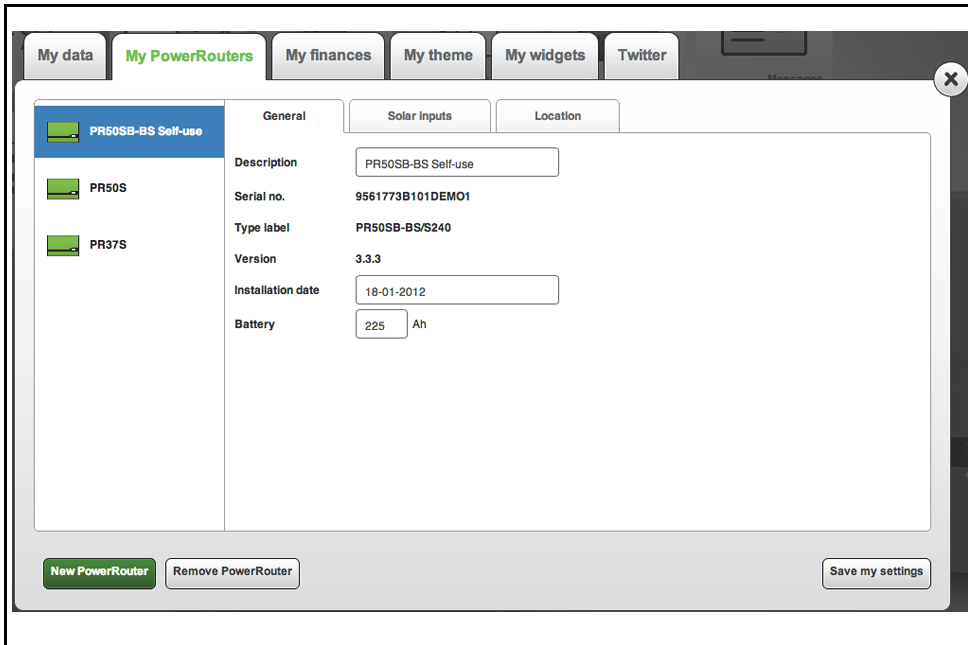 My data
My PowerRouters
My finances
My theme
My widgets
Twitter
PR50SB-BS Self-use
PR50S
PR37S
General
Solar inputs
Location
Description
PR50SB-BS Self-use
Serial no.
9561773B101DEMO1
Type label
PR50SB-BS/S240
Version
3.3.3
Installation date
18-01-2012
Battery
225 Ah
New PowerRouter
Remove PowerRouter
Save my settings